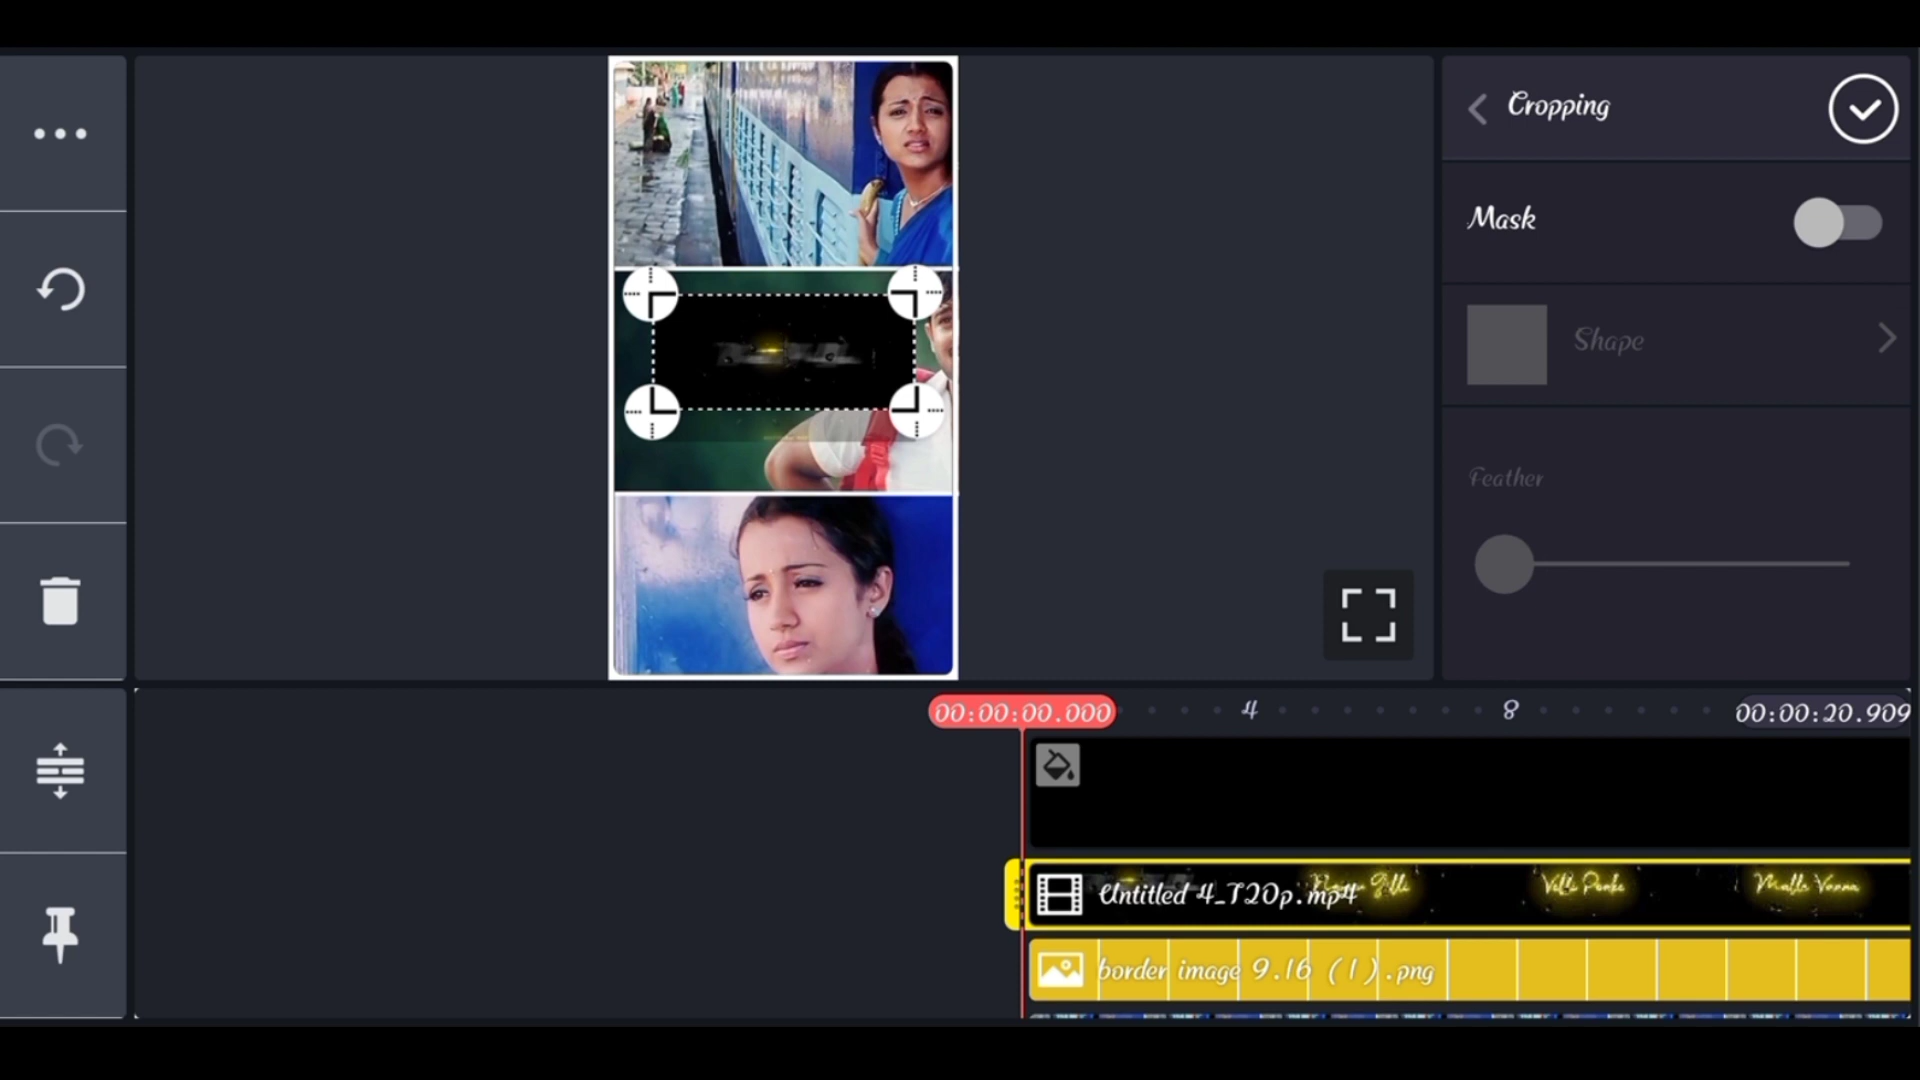 Cropping
Mask
Shape
Feather
00:00:00.000
4
8
00:00:20.909
Untitled 4_720p.mp4
border image 9.16 (1).png